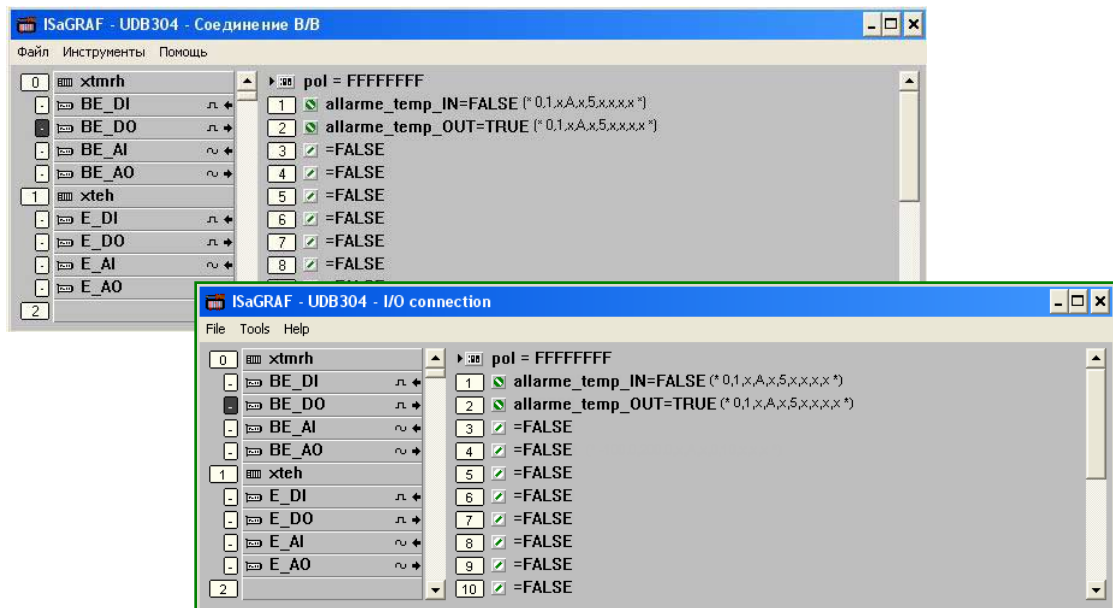 ISaGRAF - UDB304 - Соединение В/В
Файл Инструменты Помощь
0 xtmrh
BE_DI
BE_DO
BE_AI
BE_AO
1 xteh
E_DI
E_DO
E_AI
E_AO
2
pol = FFFFFFFF
1 allarme_temp_IN=FALSE (* 0,1,x,A,x,5,x,x,x,x *)
2 allarme_temp_OUT=TRUE (* 0,1,x,A,x,5,x,x,x,x *)
3 =FALSE
4 =FALSE
5 =FALSE
6 =FALSE
7 =FALSE
8 =FALSE
ISaGRAF - UDB304 - I/O connection
File Tools Help
0 xtmrh
BE_DI
BE_DO
BE_AI
BE_AO
1 xteh
E_DI
E_DO
E_AI
E_AO
2
pol = FFFFFFFF
1 allarme_temp_IN=FALSE (* 0,1,x,A,x,5,x,x,x,x *)
2 allarme_temp_OUT=TRUE (* 0,1,x,A,x,5,x,x,x,x *)
3 =FALSE
4 =FALSE
5 =FALSE
6 =FALSE
7 =FALSE
8 =FALSE
9 =FALSE
10 =FALSE